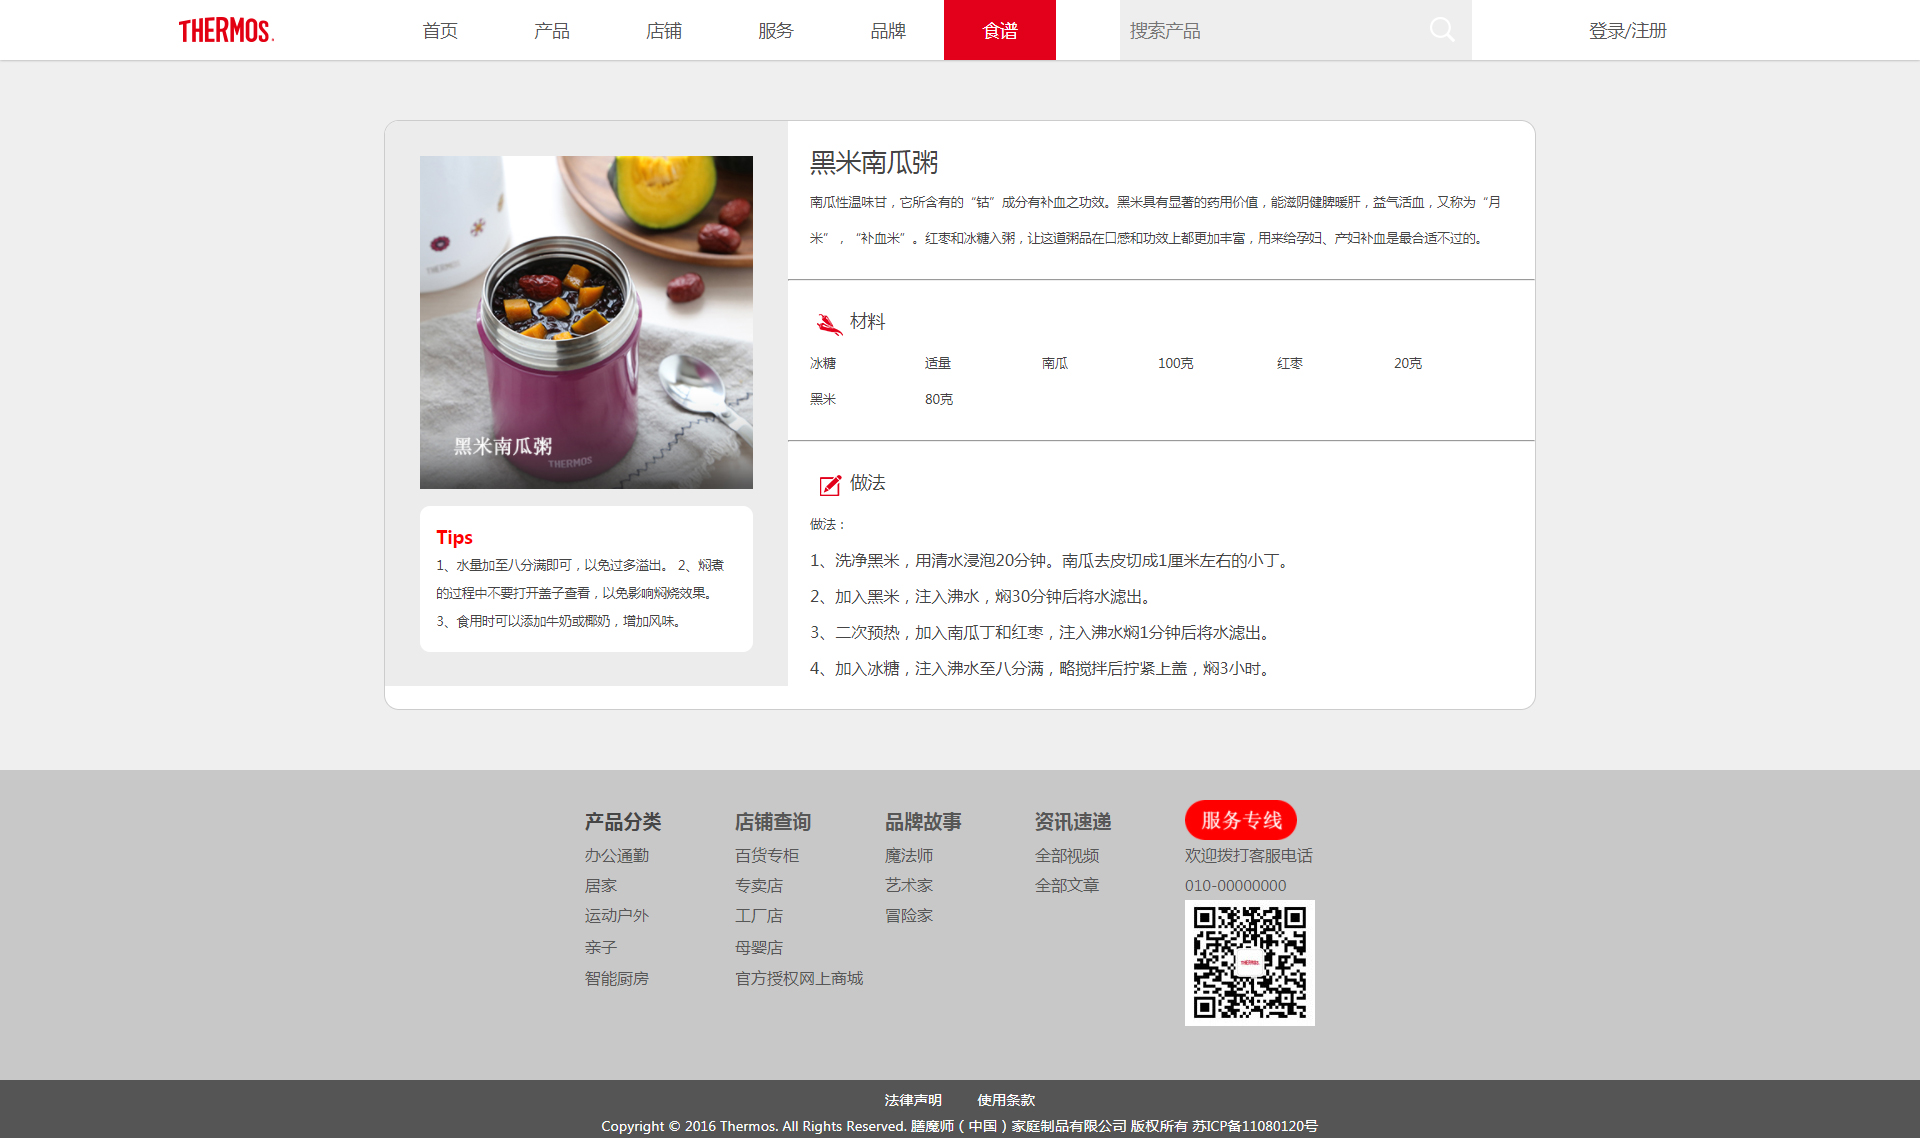 THERMOS. 首页 产品 店铺 服务 品牌 食谱 搜索产品 登录/注册
黑米南瓜粥
南瓜性温味甘，它所含有的“钴”成分有补血之功效。黑米具有显著的药用价值，能滋阴健脾暖肝，益气活血，又称为“月
米”，“补血米”。红枣和冰糖入粥，让这道粥品在口感和功效上都更加丰富，用来给孕妇、产妇补血是最合适不过的。
材料
冰糖 适量 南瓜 100克 红枣 20克
黑米 80克
做法
做法：
1、洗净黑米，用清水浸泡20分钟。南瓜去皮切成1厘米左右的小丁。
2、加入黑米，注入沸水，焖30分钟后将水滤出。
3、二次预热，加入南瓜丁和红枣，注入沸水焖1分钟后将水滤出。
4、加入冰糖，注入沸水至八分满，略搅拌后拧紧上盖，焖3小时。
THERMOS
黑米南瓜粥
THERMOS
Tips
1、水量加至八分满即可，以免过多溢出。 2、焖煮
的过程中不要打开盖子查看，以免影响焖烧效果。
3、食用时可以添加牛奶或椰奶，增加风味。
产品分类 店铺查询 品牌故事 资讯速递 服务专线
办公通勤 百货专柜 魔法师 全部视频 欢迎拨打客服电话
居家 专卖店 艺术家 全部文章 010-00000000
运动户外 工厂店 冒险家
亲子 母婴店
THERMOS
智能厨房 官方授权网上商城
法律声明 使用条款
Copyright © 2016 Thermos. All Rights Reserved. 膳魔师（中国）家庭制品有限公司 版权所有 苏ICP备11080120号